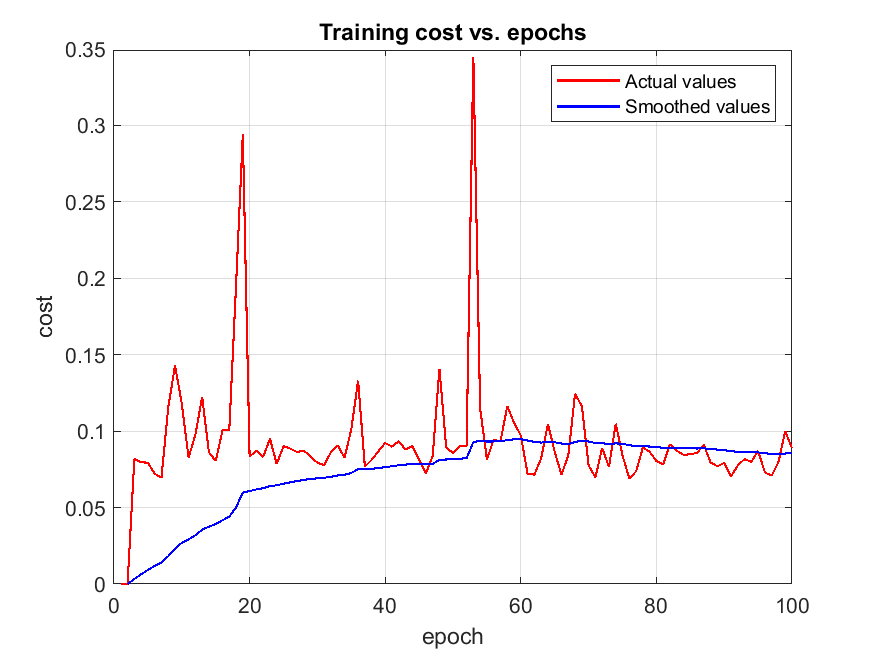 Training cost vs. epochs
0.35
0.3
0.25
0.2
0.15
0.1
0.05
0
cost
Actual values
Smoothed values
0 20 40 60 80 100
epoch